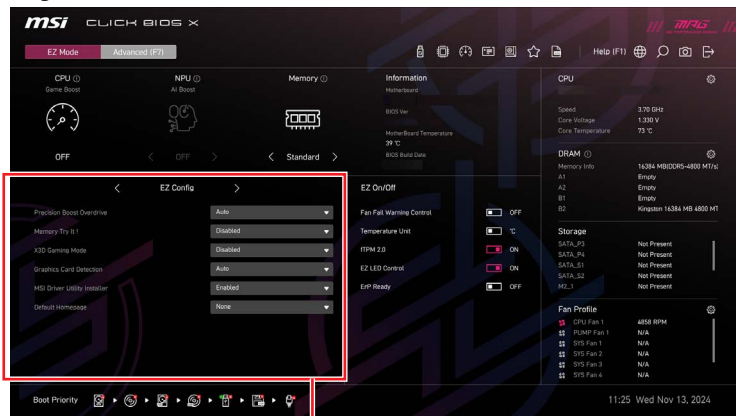 msi CLICK BIOS X
MPG
EZ Mode Advanced (F7) Help (F1)
CPU
Game Boost
OFF
NPU
AI Boost
OFF
Memory
Standard
Information
Motherboard
BIOS Ver
MotherBoard Temperature
39 °C
BIOS Build Date
CPU
Speed 3.70 GHz
Core Voltage 1.330 V
Core Temperature 73 °C
DRAM
Memory Info 16384 MB(DDR5-4800 MT/s)
A1 Empty
A2 Empty
B1 Empty
B2 Kingston 16384 MB 4800 MT
EZ Config
Precision Boost Overdrive Auto
Memory Try It ! Disabled
X3D Gaming Mode Disabled
Graphics Card Detection Auto
MSI Driver Utility Installer Enabled
Default Homepage None
EZ On/Off
Fan Fail Warning Control OFF
Temperature Unit °C
fTPM 2.0 ON
EZ LED Control ON
ErP Ready OFF
Storage
SATA_P3 Not Present
SATA_P4 Not Present
SATA_S1 Not Present
SATA_S2 Not Present
M2_1 Not Present
Fan Profile
CPU Fan 1 4858 RPM
PUMP Fan 1 N/A
SYS Fan 1 N/A
SYS Fan 2 N/A
SYS Fan 3 N/A
SYS Fan 4 N/A
Boot Priority
11:25 Wed Nov 13, 2024